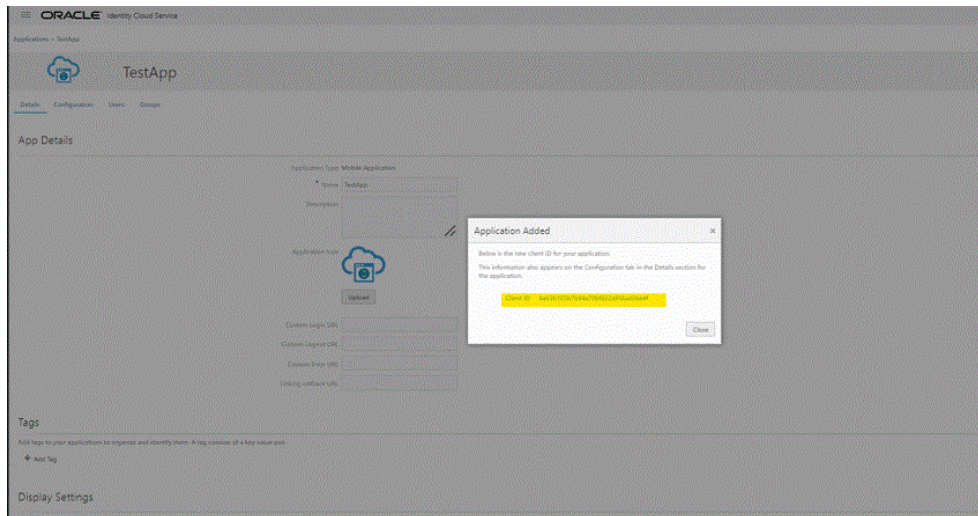 ORACLE Identity Cloud Service
Applications > TestApp
TestApp
Details Configuration Users Groups
App Details
Application Type Mobile Application
* Name TestApp
Description
Application Icon
Upload
Custom Login URL
Custom Logout URL
Custom Error URL
Linking callback URL
Application Added ×
Below is the new client ID for your application.
This information also appears on the Configuration tab in the Details section for
the application.
Client ID
Close
Tags
Add tags to your applications to organize and identify them. A tag consists of a key-value pair.
+ Add Tag
Display Settings